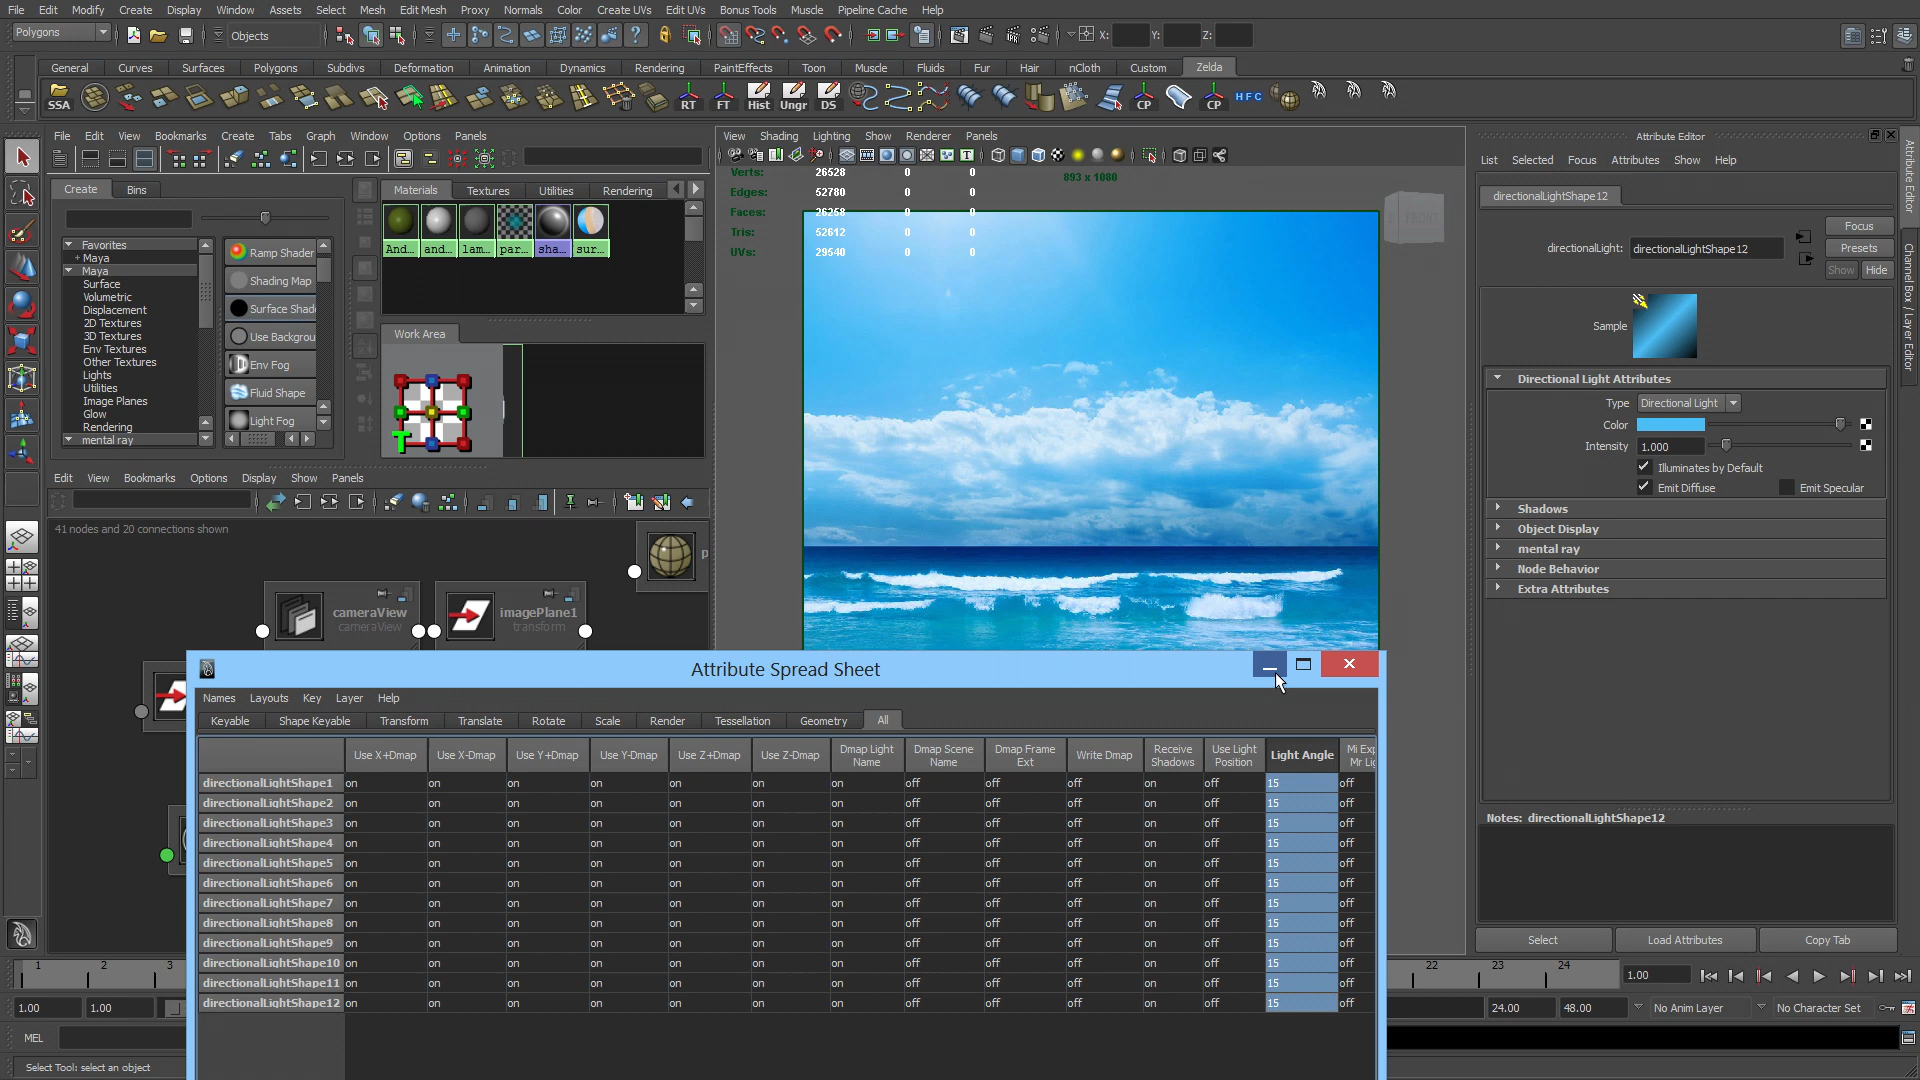 File Edit Modify Create Display Window Assets Select Mesh Edit Mesh Proxy Normals Color Create UVs Edit UVs Bonus Tools Muscle Pipeline Cache Help
Polygons Objects X: Y: Z:
General Curves Surfaces Polygons Subdivs Deformation Animation Dynamics Rendering PaintEffects Toon Muscle Fluids Fur Hair nCloth Custom Zelda
SSA RT FT Hist Ungr DS CP CP HFC
File Edit View Bookmarks Create Tabs Graph Window Options Panels
View Shading Lighting Show Renderer Panels
Attribute Editor
List Selected Focus Attributes Show Help
Create Bins
Materials Textures Utilities Rendering
Favorites
+ Maya
Maya
Surface
Volumetric
Displacement
2D Textures
3D Textures
Env Textures
Other Textures
Lights
Utilities
Image Planes
Glow
Rendering
mental ray
Ramp Shader
Shading Map
Surface Shad
Use Backgrou
Env Fog
Fluid Shape
Light Fog
And... and... lam... par... sha... sur...
Work Area
T
Verts: 26528 0 0
Edges: 52780 0 0
Faces: 26258 0 0
Tris: 52612 0 0
UVs: 29540 0 0
893 x 1080
FRONT
directionalLightShape12
directionalLight: directionalLightShape12
Focus
Presets
Show Hide
Sample
Directional Light Attributes
Type Directional Light
Color
Intensity 1.000
Illuminates by Default
Emit Diffuse Emit Specular
Shadows
Object Display
mental ray
Node Behavior
Extra Attributes
Notes: directionalLightShape12
Select Load Attributes Copy Tab
Attribute Editor
Channel Box / Layer Editor
Edit View Bookmarks Options Display Show Panels
41 nodes and 20 connections shown
cameraView
cameraView
imagePlane1
transform
p
Attribute Spread Sheet
Names Layouts Key Layer Help
Keyable Shape Keyable Transform Translate Rotate Scale Render Tessellation Geometry All
Use X+Dmap Use X-Dmap Use Y+Dmap Use Y-Dmap Use Z+Dmap Use Z-Dmap Dmap Light Name Dmap Scene Name Dmap Frame Ext Write Dmap Receive Shadows Use Light Position Light Angle Mi Exp Mr Lig
directionalLightShape1 on on on on on on on off off off on off 15 off
directionalLightShape2 on on on on on on on off off off on off 15 off
directionalLightShape3 on on on on on on on off off off on off 15 off
directionalLightShape4 on on on on on on on off off off on off 15 off
directionalLightShape5 on on on on on on on off off off on off 15 off
directionalLightShape6 on on on on on on on off off off on off 15 off
directionalLightShape7 on on on on on on on off off off on off 15 off
directionalLightShape8 on on on on on on on off off off on off 15 off
directionalLightShape9 on on on on on on on off off off on off 15 off
directionalLightShape10 on on on on on on on off off off on off 15 off
directionalLightShape11 on on on on on on on off off off on off 15 off
directionalLightShape12 on on on on on on on off off off on off 15 off
1 2 3 22 23 24 1.00
1.00 1.00 24.00 48.00 No Anim Layer No Character Set
MEL
Select Tool: select an object